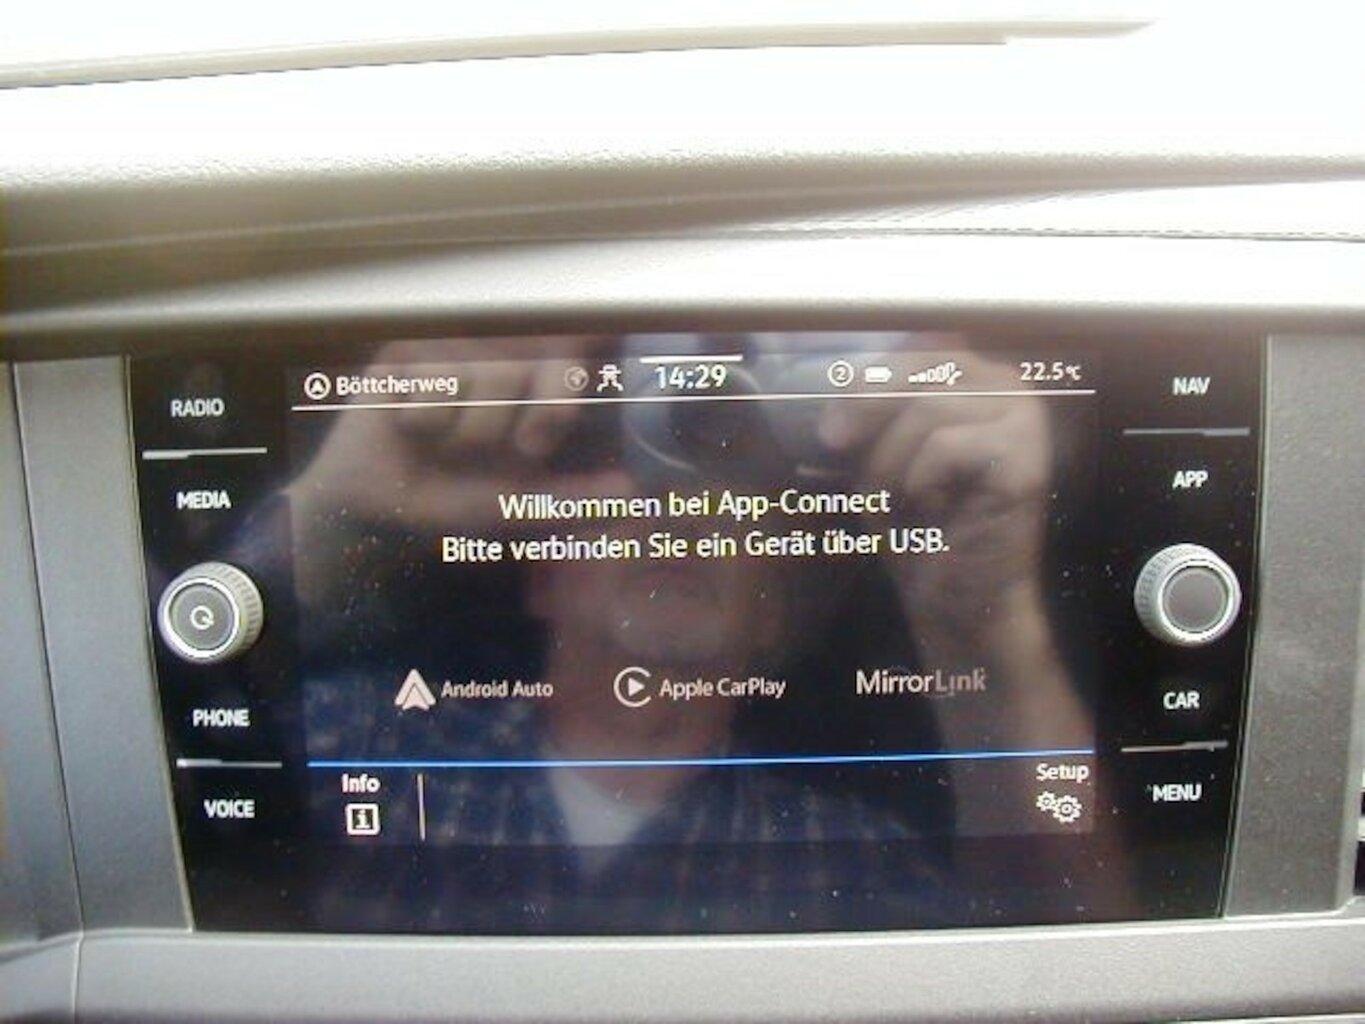 Böttcherweg 14:29 2 22.5°C
RADIO
NAV
MEDIA
APP
Willkommen bei App-Connect
Bitte verbinden Sie ein Gerät über USB.
Android Auto Apple CarPlay MirrorLink
PHONE
CAR
Info
Setup
VOICE
MENU